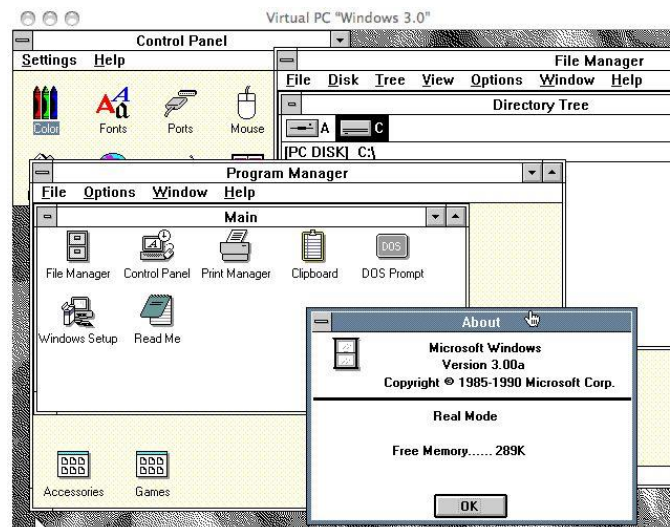 Virtual PC "Windows 3.0"
Control Panel
Settings Help
Color Fonts Ports Mouse
File Manager
File Disk Tree View Options Window Help
Directory Tree
A C
[PC DISK] C:\
Program Manager
File Options Window Help
Main
File Manager Control Panel Print Manager Clipboard DOS Prompt
DOS
Windows Setup Read Me
Accessories Games
About
Microsoft Windows
Version 3.00a
Copyright © 1985-1990 Microsoft Corp.
Real Mode
Free Memory...... 289K
OK